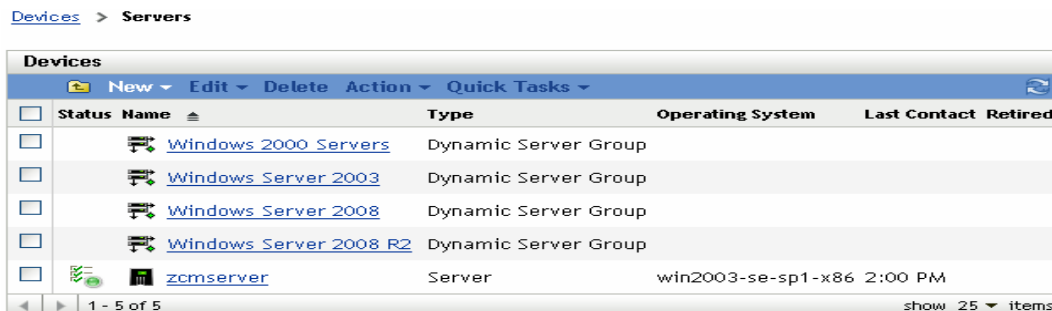 Devices > Servers
Devices
New Edit Delete Action Quick Tasks
Status Name Type Operating System Last Contact Retired
Windows 2000 Servers Dynamic Server Group
Windows Server 2003 Dynamic Server Group
Windows Server 2008 Dynamic Server Group
Windows Server 2008 R2 Dynamic Server Group
zcmserver Server win2003-se-sp1-x86 2:00 PM
1 - 5 of 5 show 25 items